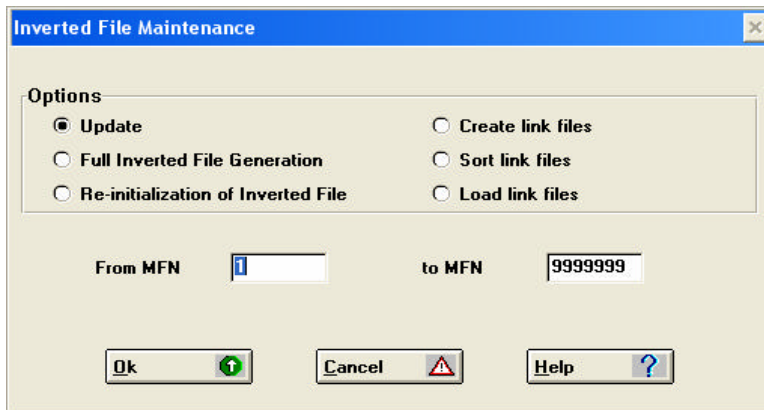 Inverted File Maintenance
Options
Update
Create link files
Full Inverted File Generation
Sort link files
Re-initialization of Inverted File
Load link files
From MFN 1 to MFN 9999999
Ok Cancel Help ?